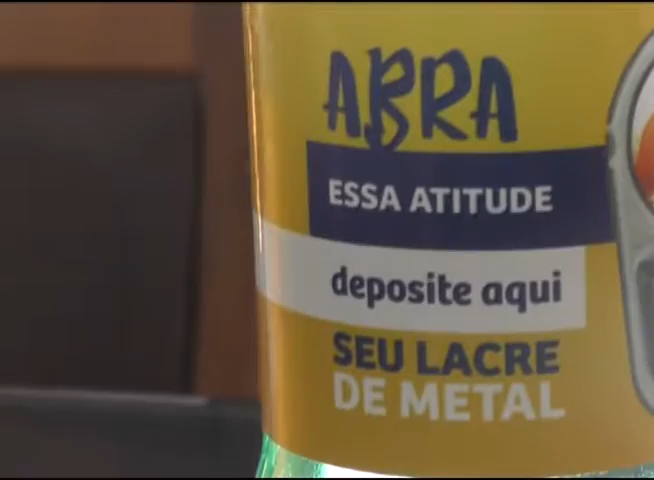 ABRA
ESSA ATITUDE
deposite aqui
SEU LACRE
DE METAL